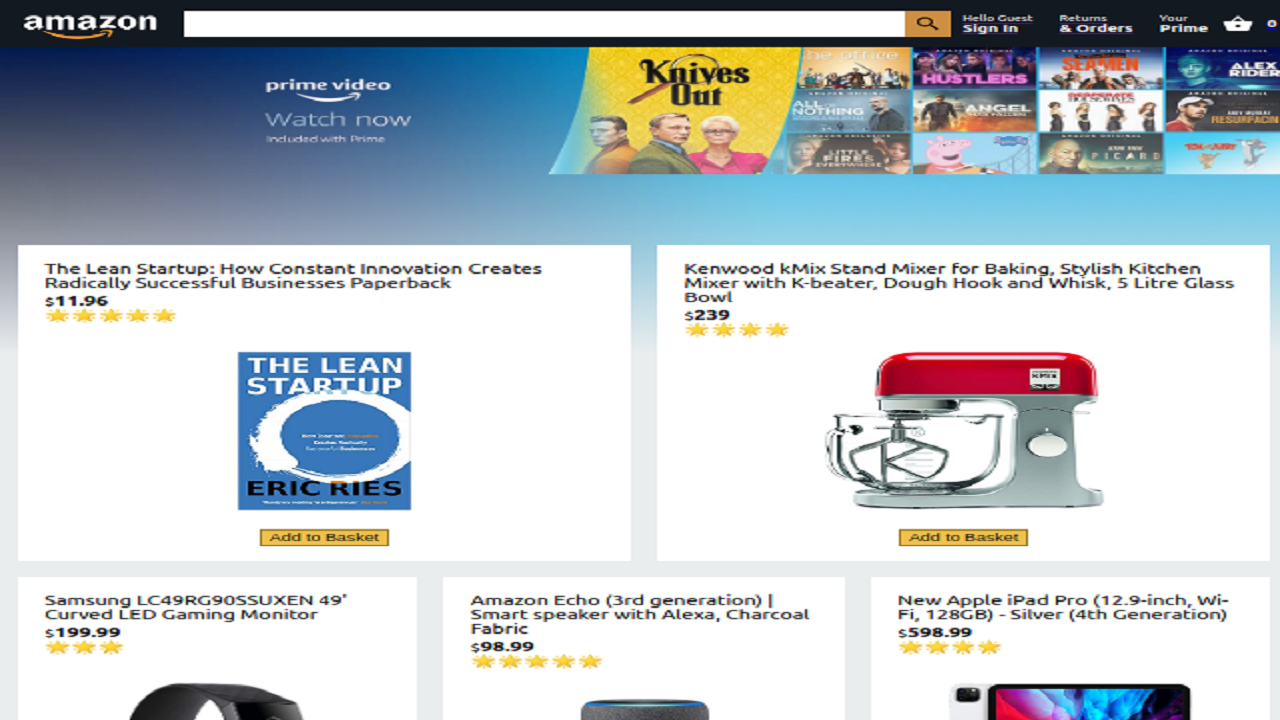 amazon
Hello Guest
Sign In
Returns
& Orders
Your
Prime
0
prime video
Watch now
Included with Prime
Knives
Out
HUSTLERS
SEAMEN
ALEX
RIDER
ALL
NOTHING
ANGEL
DESPERATE
HOUSEWIVES
LITTLE
FIRES
EVERYWHERE
PICARD
The Lean Startup: How Constant Innovation Creates
Radically Successful Businesses Paperback
$11.96
THE LEAN
STARTUP
ERIC RIES
Add to Basket
Kenwood kMix Stand Mixer for Baking, Stylish Kitchen
Mixer with K-beater, Dough Hook and Whisk, 5 Litre Glass
Bowl
$239
kMix
Add to Basket
Samsung LC49RG90SSUXEN 49'
Curved LED Gaming Monitor
$199.99
Amazon Echo (3rd generation) |
Smart speaker with Alexa, Charcoal
Fabric
$98.99
New Apple iPad Pro (12.9-inch, Wi-
Fi, 128GB) - Silver (4th Generation)
$598.99